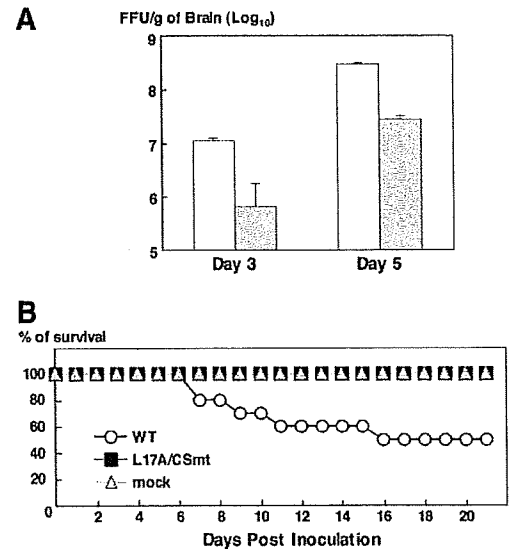 A
FFU/g of Brain (Log10)
9
8
7
6
5
Day 3 Day 5
B
% of survival
100
80
60
40
20
0
WT
L17A/CSmt
mock
2 4 6 8 10 12 14 16 18 20
Days Post Inoculation